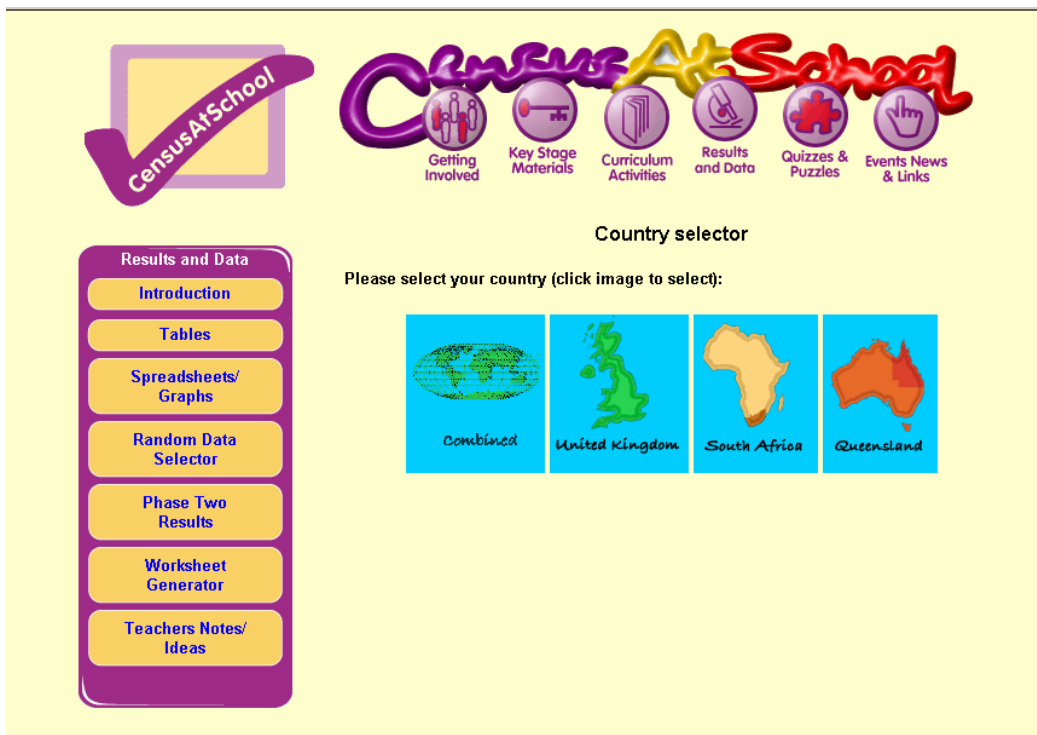 CensusAtSchool
CensusAtSchool
Getting
Involved
Key Stage
Materials
Curriculum
Activities
Results
and Data
Quizzes &
Puzzles
Events News
& Links
Country selector
Please select your country (click image to select):
Combined
United Kingdom
South Africa
Queensland
Results and Data
Introduction
Tables
Spreadsheets/
Graphs
Random Data
Selector
Phase Two
Results
Worksheet
Generator
Teachers Notes/
Ideas